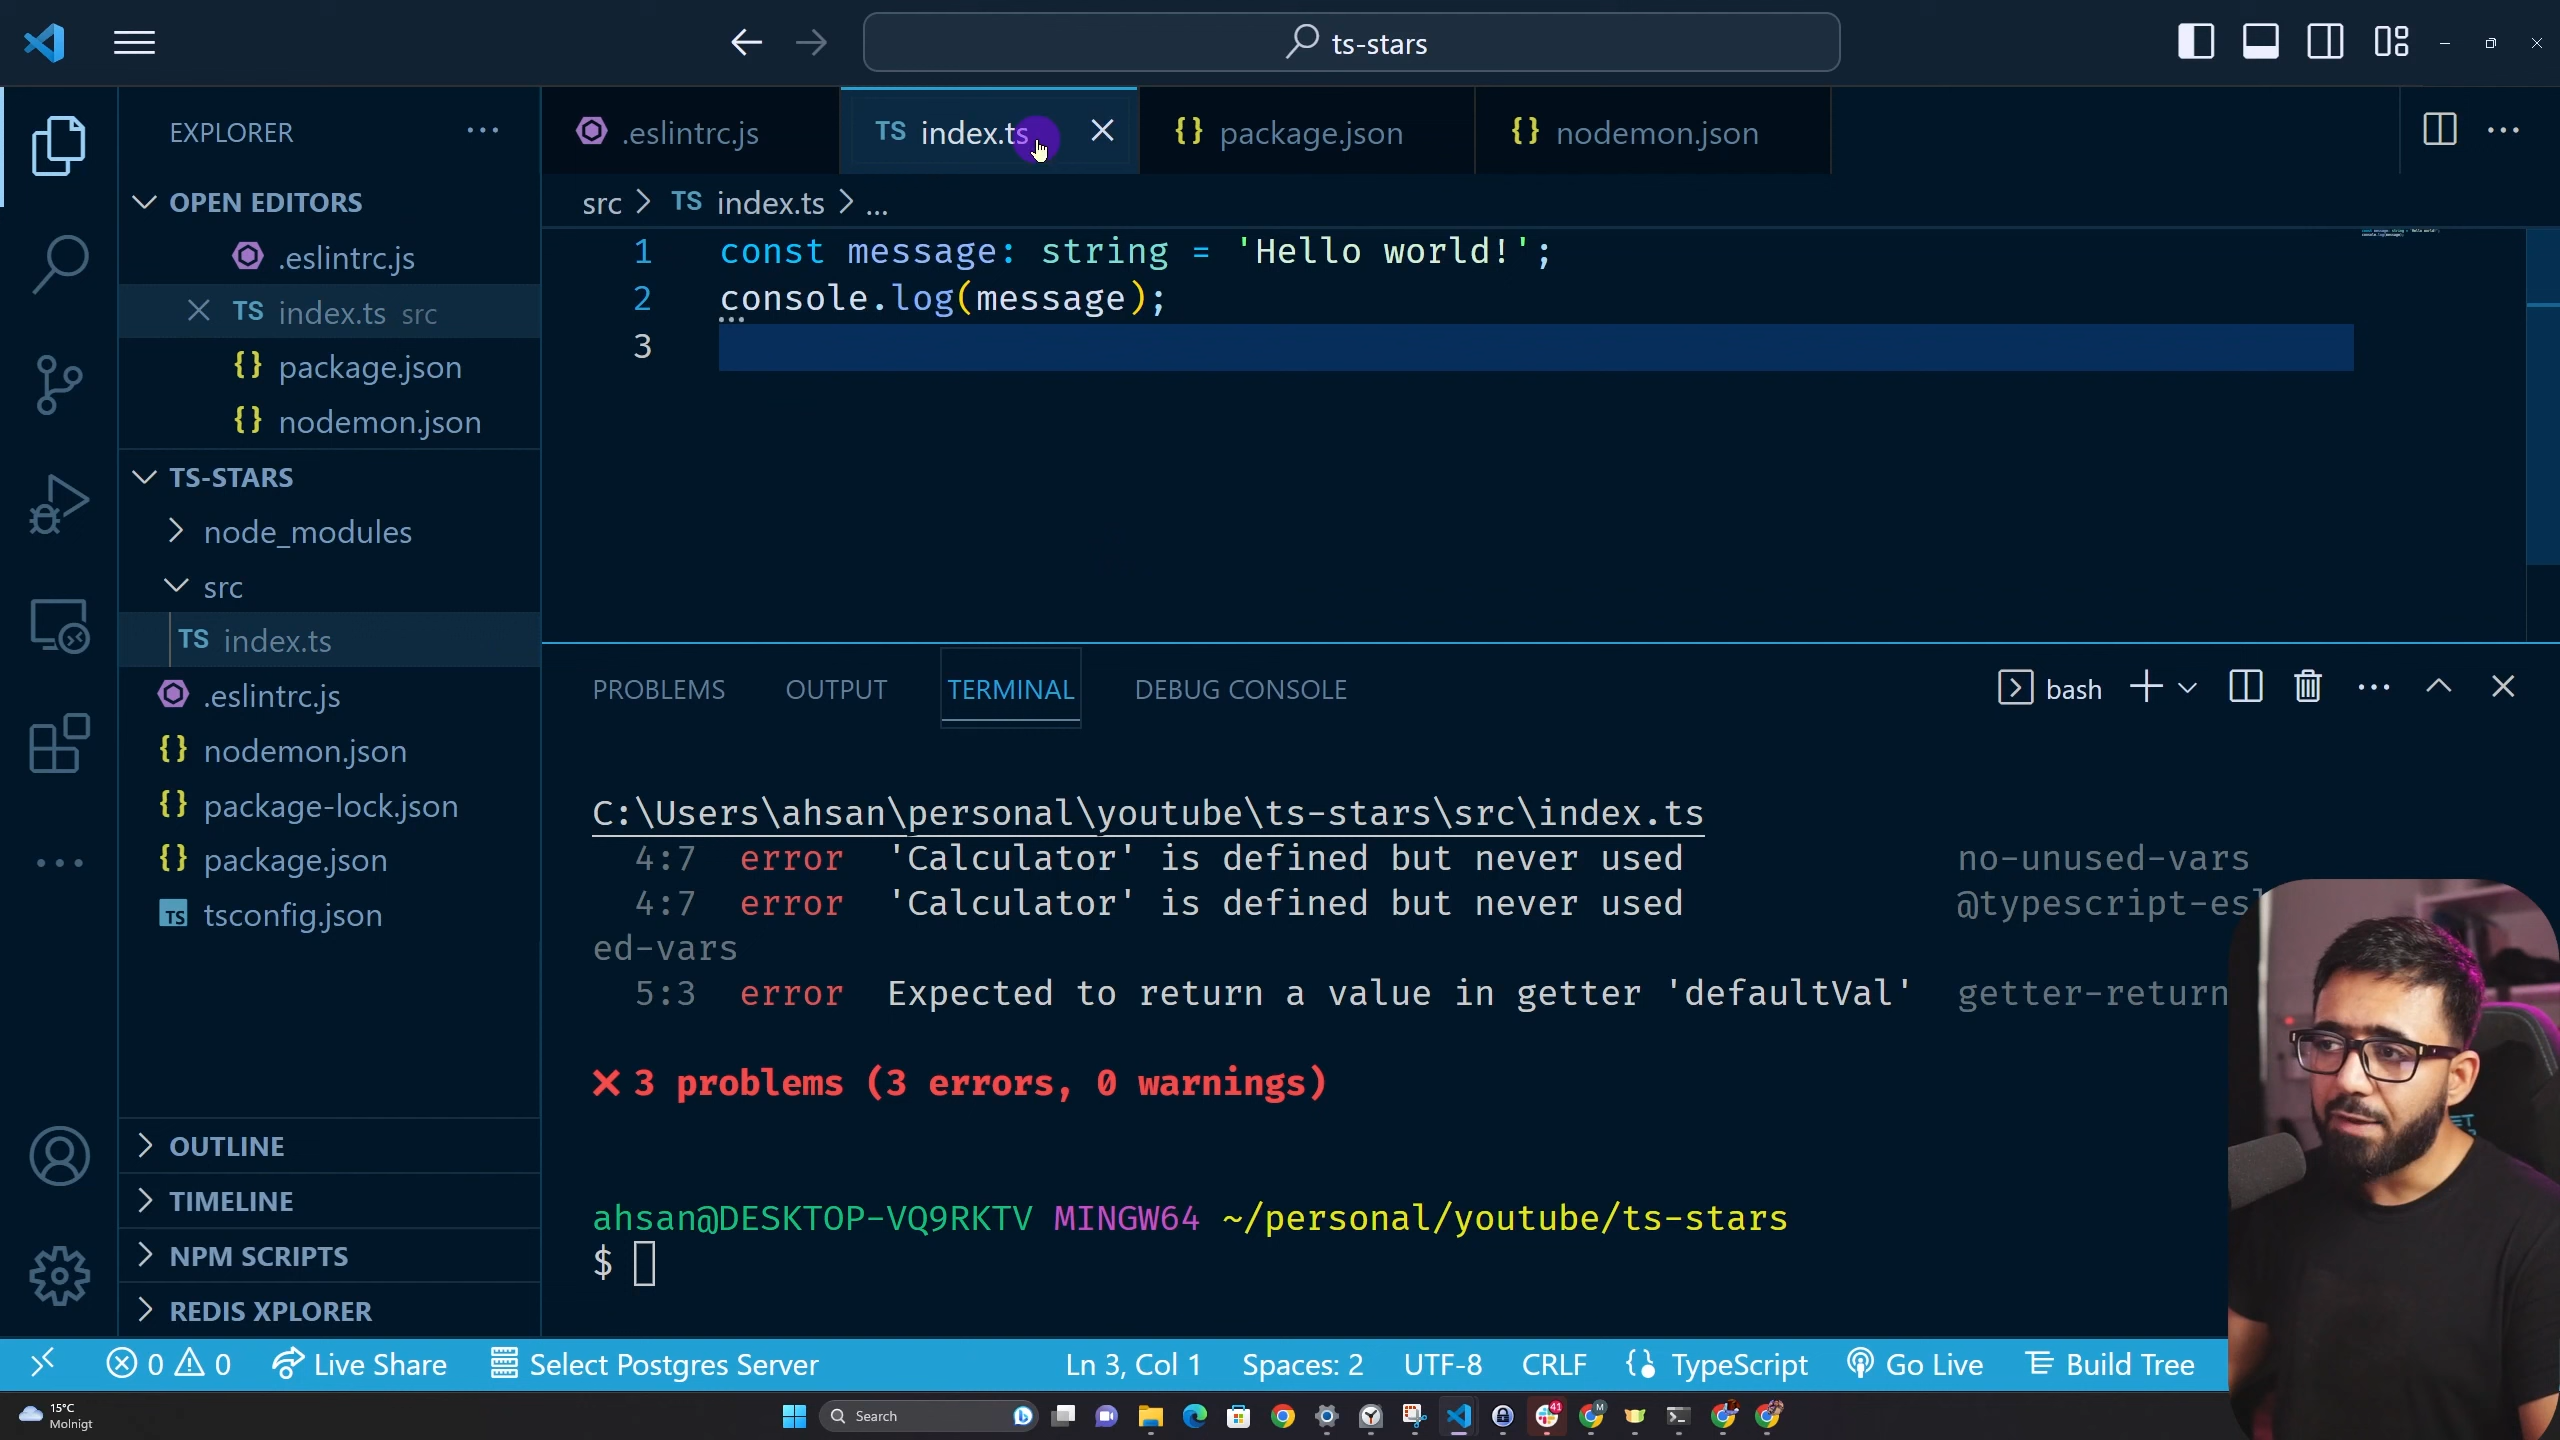 ts-stars
EXPLORER
OPEN EDITORS
.eslintrc.js
TS index.ts src
{} package.json
{} nodemon.json
TS-STARS
node_modules
src
TS index.ts
.eslintrc.js
{} nodemon.json
{} package-lock.json
{} package.json
TS tsconfig.json
OUTLINE
TIMELINE
NPM SCRIPTS
REDIS XPLORER
.eslintrc.js
TS index.ts
{} package.json
{} nodemon.json
src > TS index.ts > ...
1 const message: string = 'Hello world!';
2 console.log(message);
3
PROBLEMS OUTPUT TERMINAL DEBUG CONSOLE
bash
C:\Users\ahsan\personal\youtube\ts-stars\src\index.ts
4:7 error 'Calculator' is defined but never used no-unused-vars
4:7 error 'Calculator' is defined but never used @typescript-esl
ed-vars
5:3 error Expected to return a value in getter 'defaultVal' getter-return
✕ 3 problems (3 errors, 0 warnings)
ahsan@DESKTOP-VQ9RKTV MINGW64 ~/personal/youtube/ts-stars
$
0 0 Live Share Select Postgres Server Ln 3, Col 1 Spaces: 2 UTF-8 CRLF {} TypeScript Go Live Build Tree
15°C
Molnigt
Search
41
M